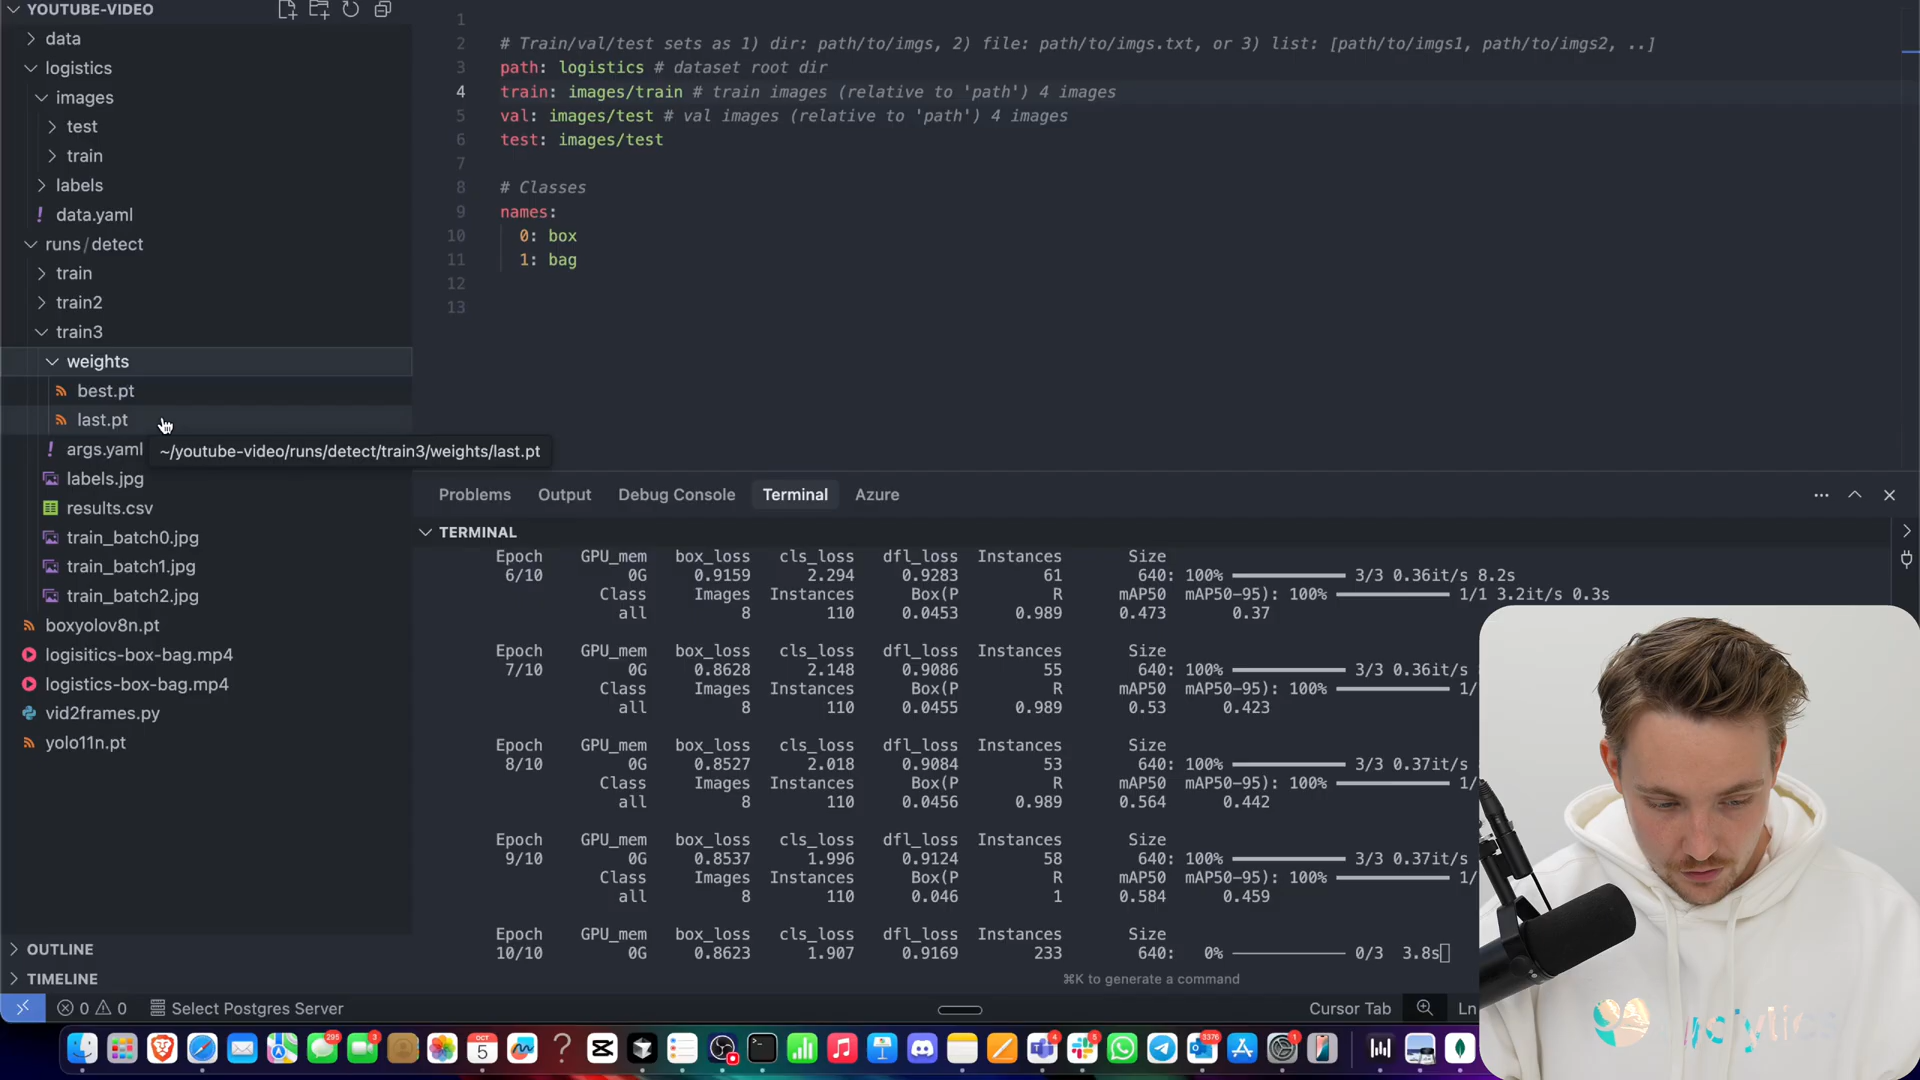 YOUTUBE-VIDEO
data
logistics
images
test
train
labels
! data.yaml
runs / detect
train
train2
train3
weights
best.pt
last.pt
! args.yaml
~/youtube-video/runs/detect/train3/weights/last.pt
labels.jpg
results.csv
train_batch0.jpg
train_batch1.jpg
train_batch2.jpg
boxyolov8n.pt
logisitics-box-bag.mp4
logistics-box-bag.mp4
vid2frames.py
yolo11n.pt
OUTLINE
TIMELINE
1
2 # Train/val/test sets as 1) dir: path/to/imgs, 2) file: path/to/imgs.txt, or 3) list: [path/to/imgs1, path/to/imgs2, ..]
3 path: logistics # dataset root dir
4 train: images/train # train images (relative to 'path') 4 images
5 val: images/test # val images (relative to 'path') 4 images
6 test: images/test
7
8 # Classes
9 names:
10 0: box
11 1: bag
12
13
Problems Output Debug Console Terminal Azure
TERMINAL
Epoch GPU_mem box_loss cls_loss dfl_loss Instances Size
6/10 0G 0.9159 2.294 0.9283 61 640: 100% 3/3 0.36it/s 8.2s
Class Images Instances Box(P R mAP50 mAP50-95): 100% 1/1 3.2it/s 0.3s
all 8 110 0.0453 0.989 0.473 0.37
Epoch GPU_mem box_loss cls_loss dfl_loss Instances Size
7/10 0G 0.8628 2.148 0.9086 55 640: 100% 3/3 0.36it/s
Class Images Instances Box(P R mAP50 mAP50-95): 100% 1/
all 8 110 0.0455 0.989 0.53 0.423
Epoch GPU_mem box_loss cls_loss dfl_loss Instances Size
8/10 0G 0.8527 2.018 0.9084 53 640: 100% 3/3 0.37it/s
Class Images Instances Box(P R mAP50 mAP50-95): 100% 1/
all 8 110 0.0456 0.989 0.564 0.442
Epoch GPU_mem box_loss cls_loss dfl_loss Instances Size
9/10 0G 0.8537 1.996 0.9124 58 640: 100% 3/3 0.37it/s
Class Images Instances Box(P R mAP50 mAP50-95): 100% 1/
all 8 110 0.046 1 0.584 0.459
Epoch GPU_mem box_loss cls_loss dfl_loss Instances Size
10/10 0G 0.8623 1.907 0.9169 233 640: 0% 0/3 3.8s
⌘K to generate a command
0 0 Select Postgres Server Cursor Tab Ln
295 3 OCT 5 4 5 3376 1